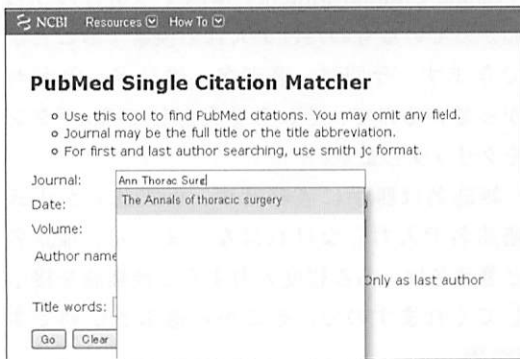 NCBI Resources How To
PubMed Single Citation Matcher
Use this tool to find PubMed citations. You may omit any field.
Journal may be the full title or the title abbreviation.
For first and last author searching, use smith jc format.
Journal: Ann Thorac Sure
Date: The Annals of thoracic surgery
Volume:
Author name
Only as last author
Title words:
Go Clear